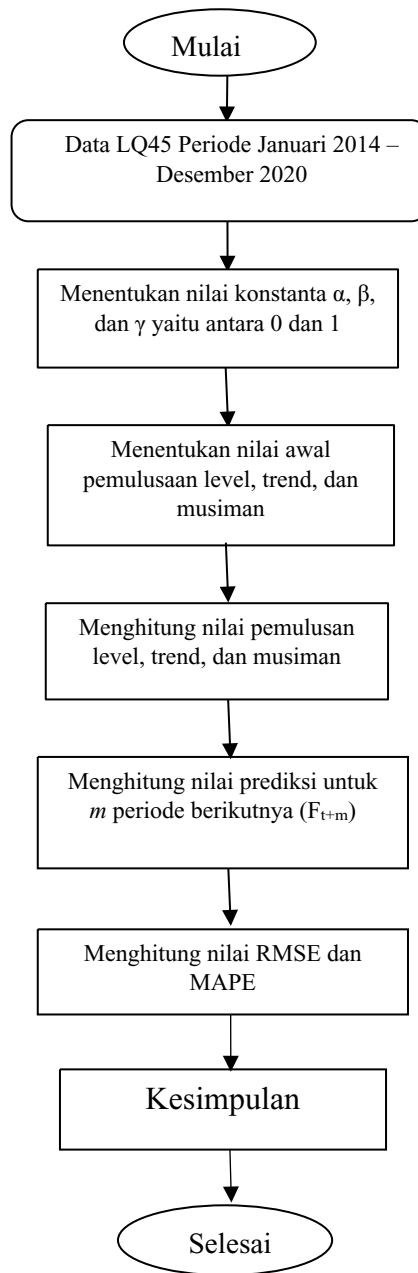 Mulai
Data LQ45 Periode Januari 2014 –
Desember 2020
Menentukan nilai konstanta α, β,
dan γ yaitu antara 0 dan 1
Menentukan nilai awal
pemulusaan level, trend, dan
musiman
Menghitung nilai pemulusan
level, trend, dan musiman
Menghitung nilai prediksi untuk
m periode berikutnya (Fₜ₊ₘ)
Menghitung nilai RMSE dan
MAPE
Kesimpulan
Selesai